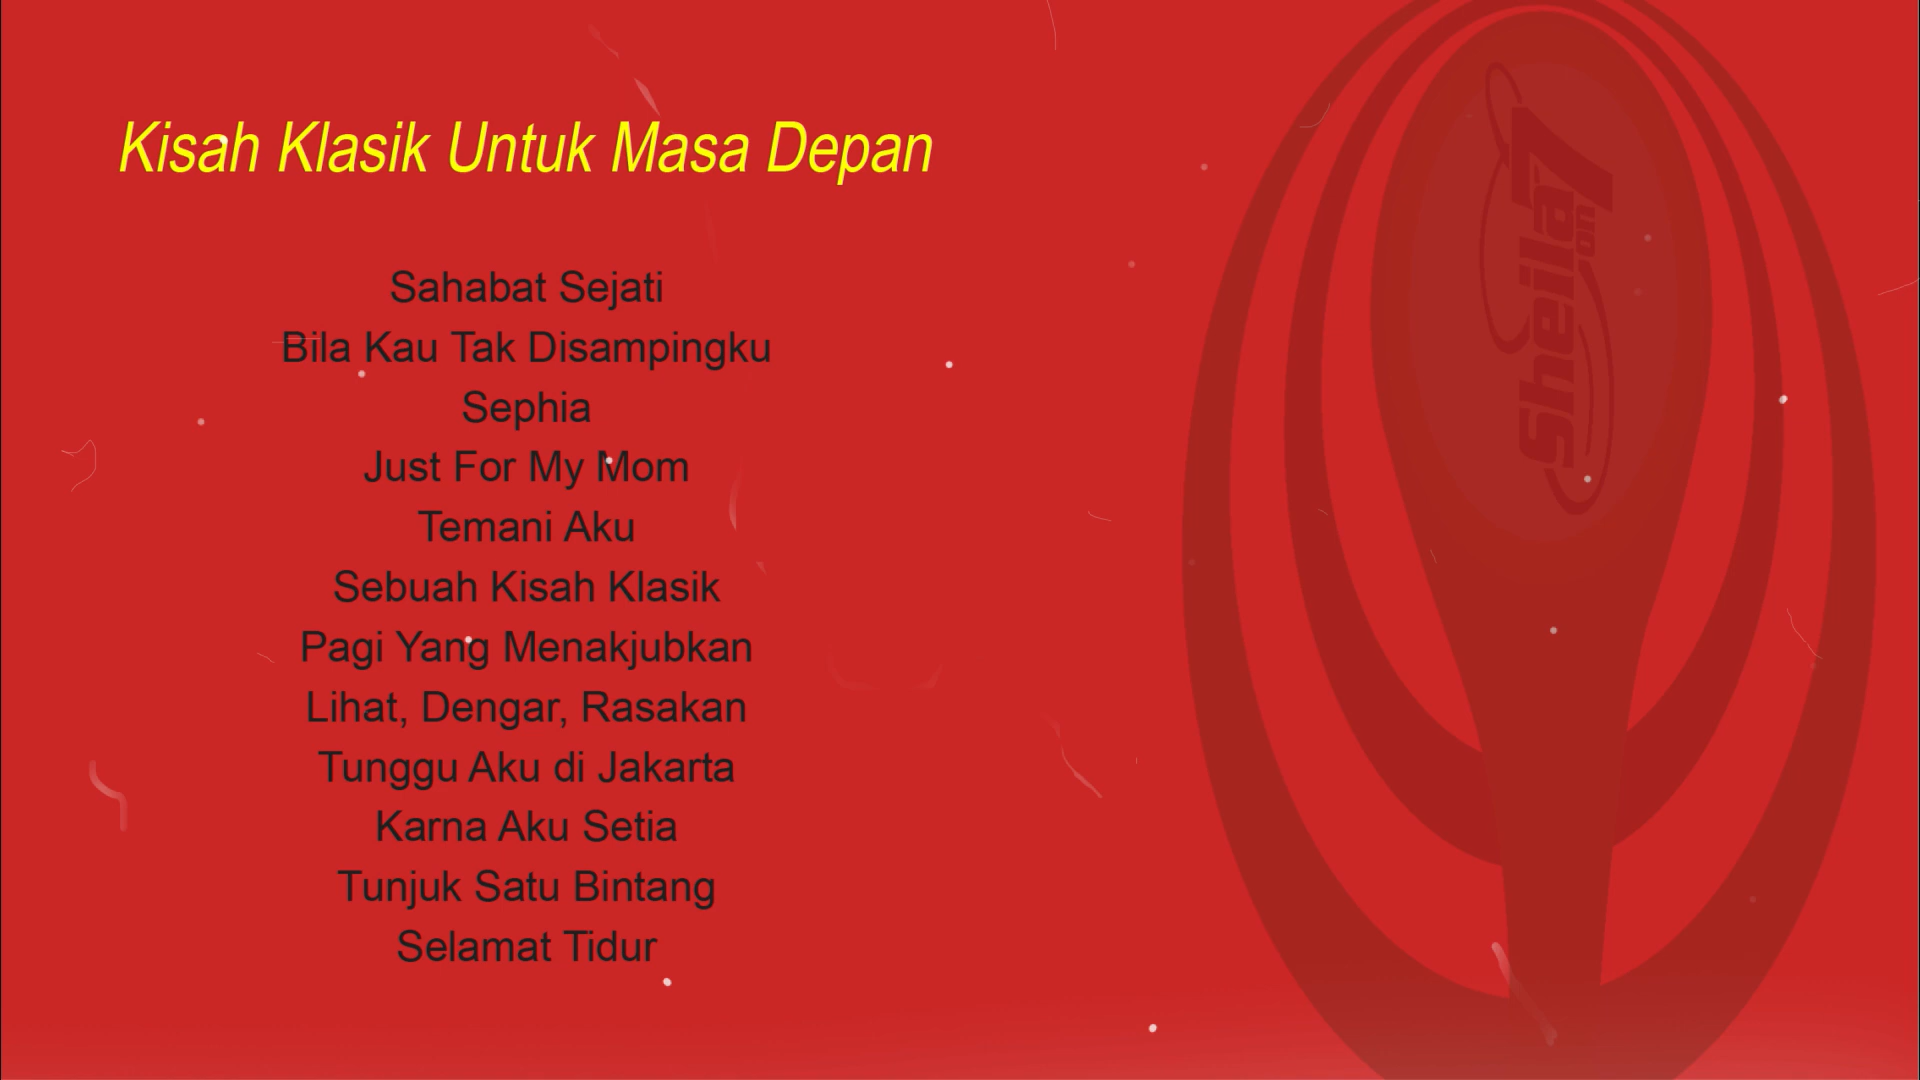 Kisah Klasik Untuk Masa Depan
Sahabat Sejati
Bila Kau Tak Disampingku
Sephia
Just For My Mom
Temani Aku
Sebuah Kisah Klasik
Pagi Yang Menakjubkan
Lihat, Dengar, Rasakan
Tunggu Aku di Jakarta
Karna Aku Setia
Tunjuk Satu Bintang
Selamat Tidur
Sheila on 7